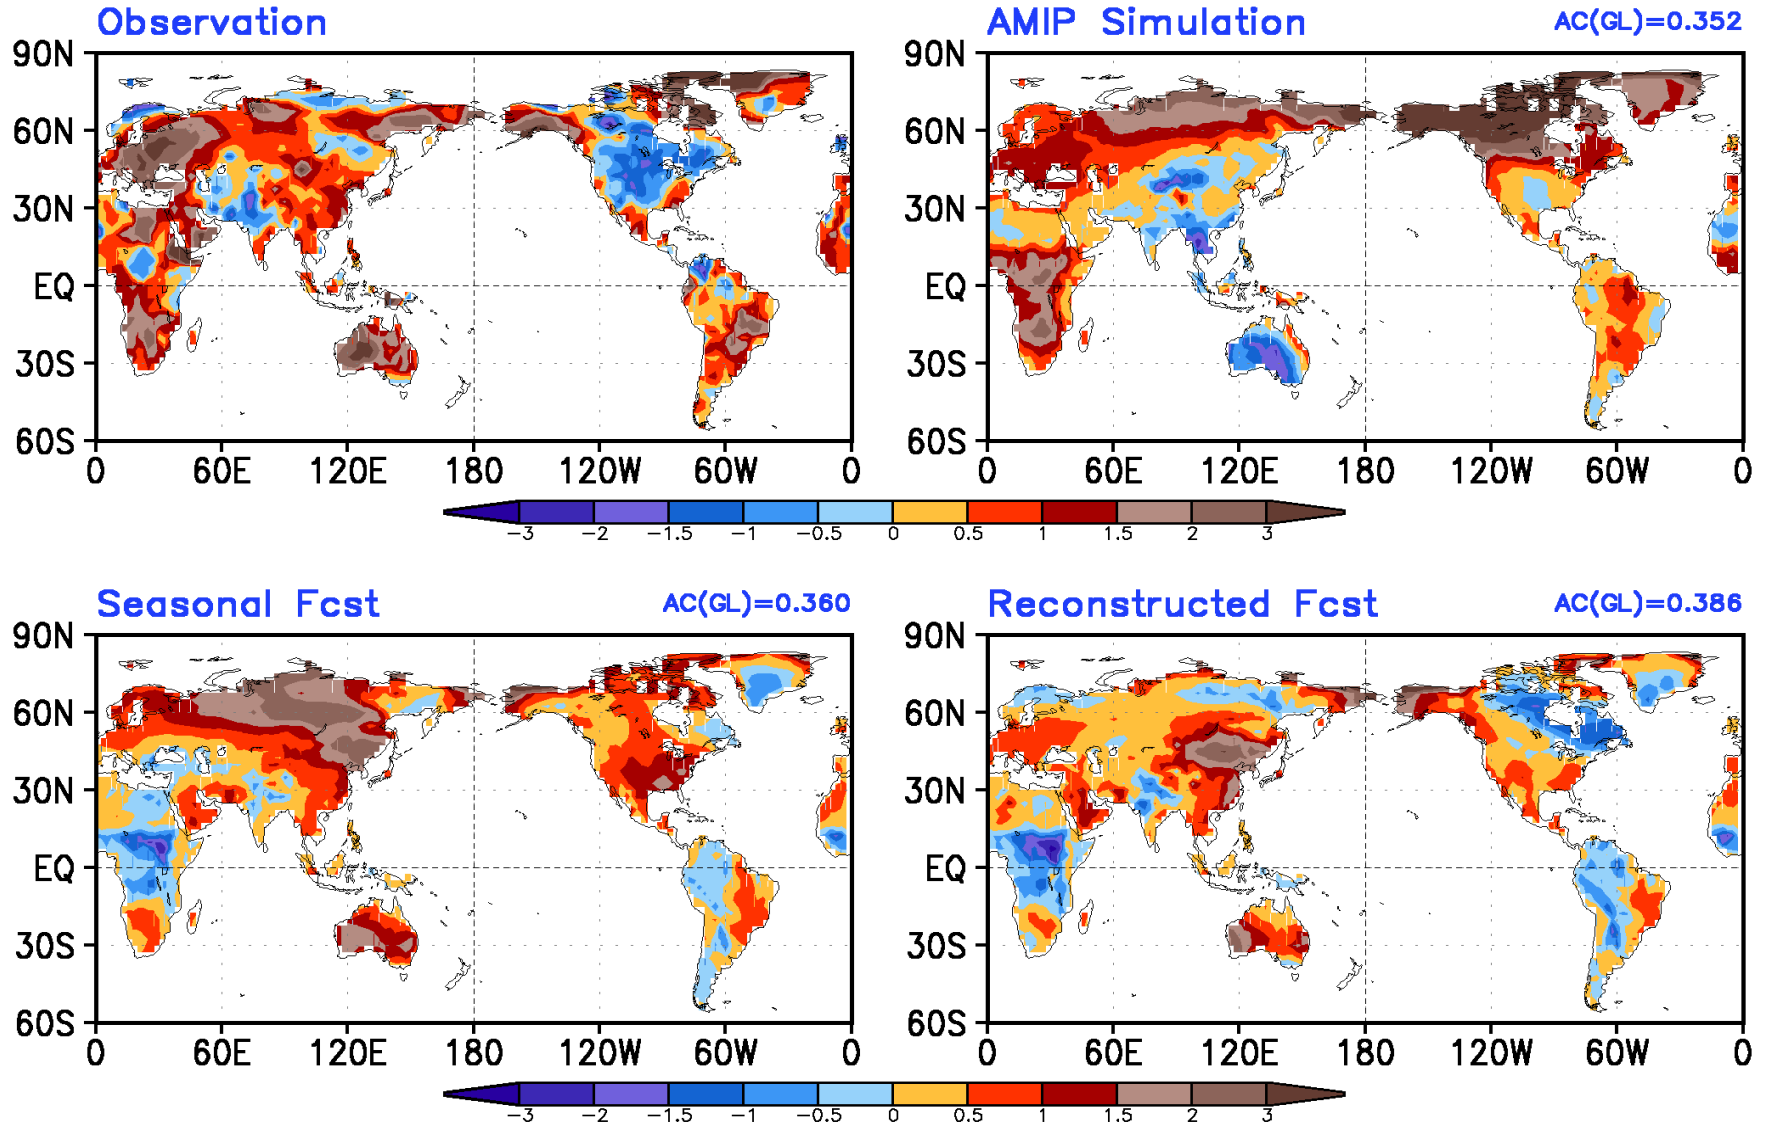 Observation
AMIP Simulation AC(GL)=0.352
90N
60N
30N
EQ
30S
60S
0 60E 120E 180 120W 60W 0
90N
60N
30N
EQ
30S
60S
0 60E 120E 180 120W 60W 0
-3 -2 -1.5 -1 -0.5 0 0.5 1 1.5 2 3
Seasonal Fcst AC(GL)=0.360
Reconstructed Fcst AC(GL)=0.386
90N
60N
30N
EQ
30S
60S
0 60E 120E 180 120W 60W 0
90N
60N
30N
EQ
30S
60S
0 60E 120E 180 120W 60W 0
-3 -2 -1.5 -1 -0.5 0 0.5 1 1.5 2 3